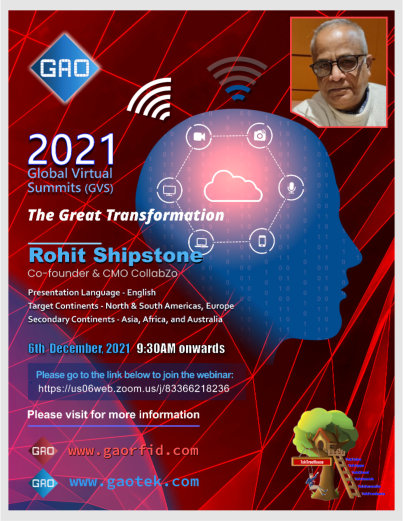 GAO
2021
Global Virtual
Summits (GVS)
The Great Transformation
Rohit Shipstone
Co-founder & CMO CollabZo
Presentation Language - English
Target Continents - North & South Americas, Europe
Secondary Continents - Asia, Africa, and Australia
6th December, 2021 9:30AM onwards
Please go to the link below to join the webinar:
https://us06web.zoom.us/j/83366218236
Please visit for more information
GAO www.gaorfid.com
GAO www.gaotek.com